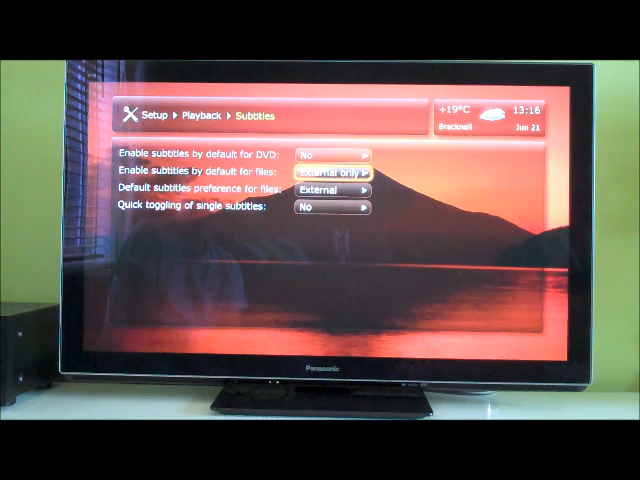 Setup Playback Subtitles
+19°C 13:16
Bracknell Jun 21
Enable subtitles by default for DVD: No
Enable subtitles by default for files: External only
Default subtitles preference for files: External
Quick toggling of single subtitles: No
Panasonic